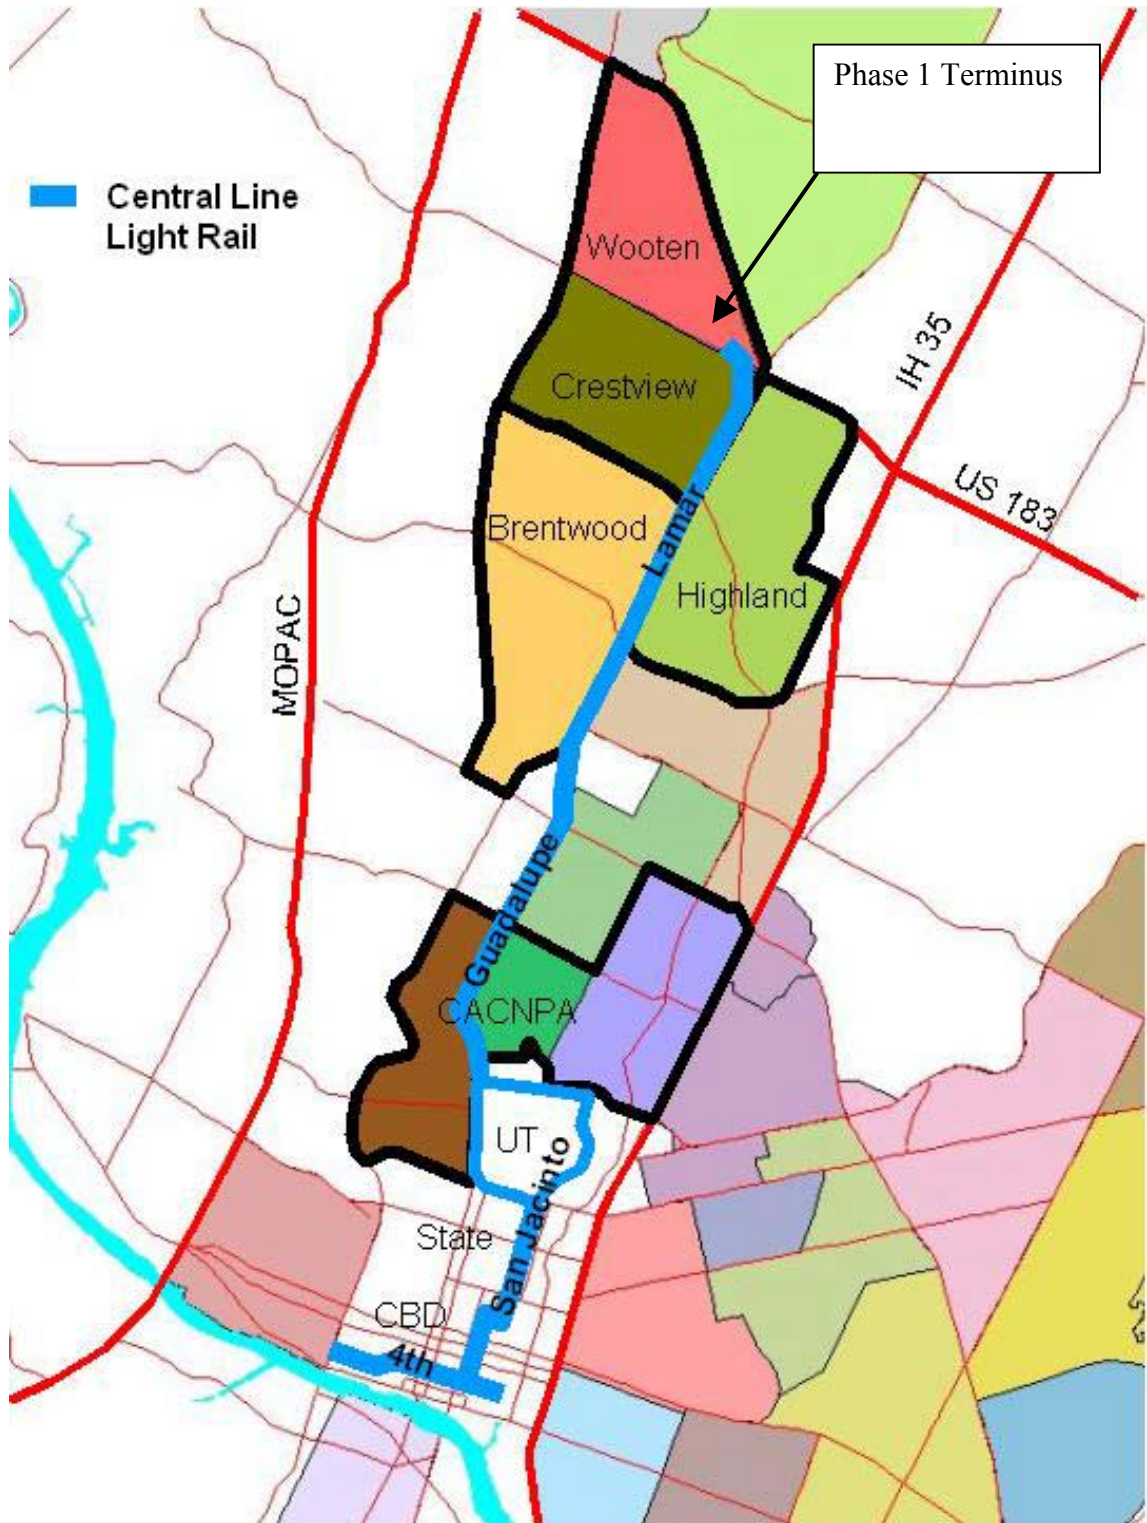 Phase 1 Terminus
Central Line
Light Rail
Wooten
IH 35
Crestview
US 183
Brentwood
Lamar
Highland
MOPAC
Guadalupe
CACNPA
UT
San Jacinto
State
CBD
4th